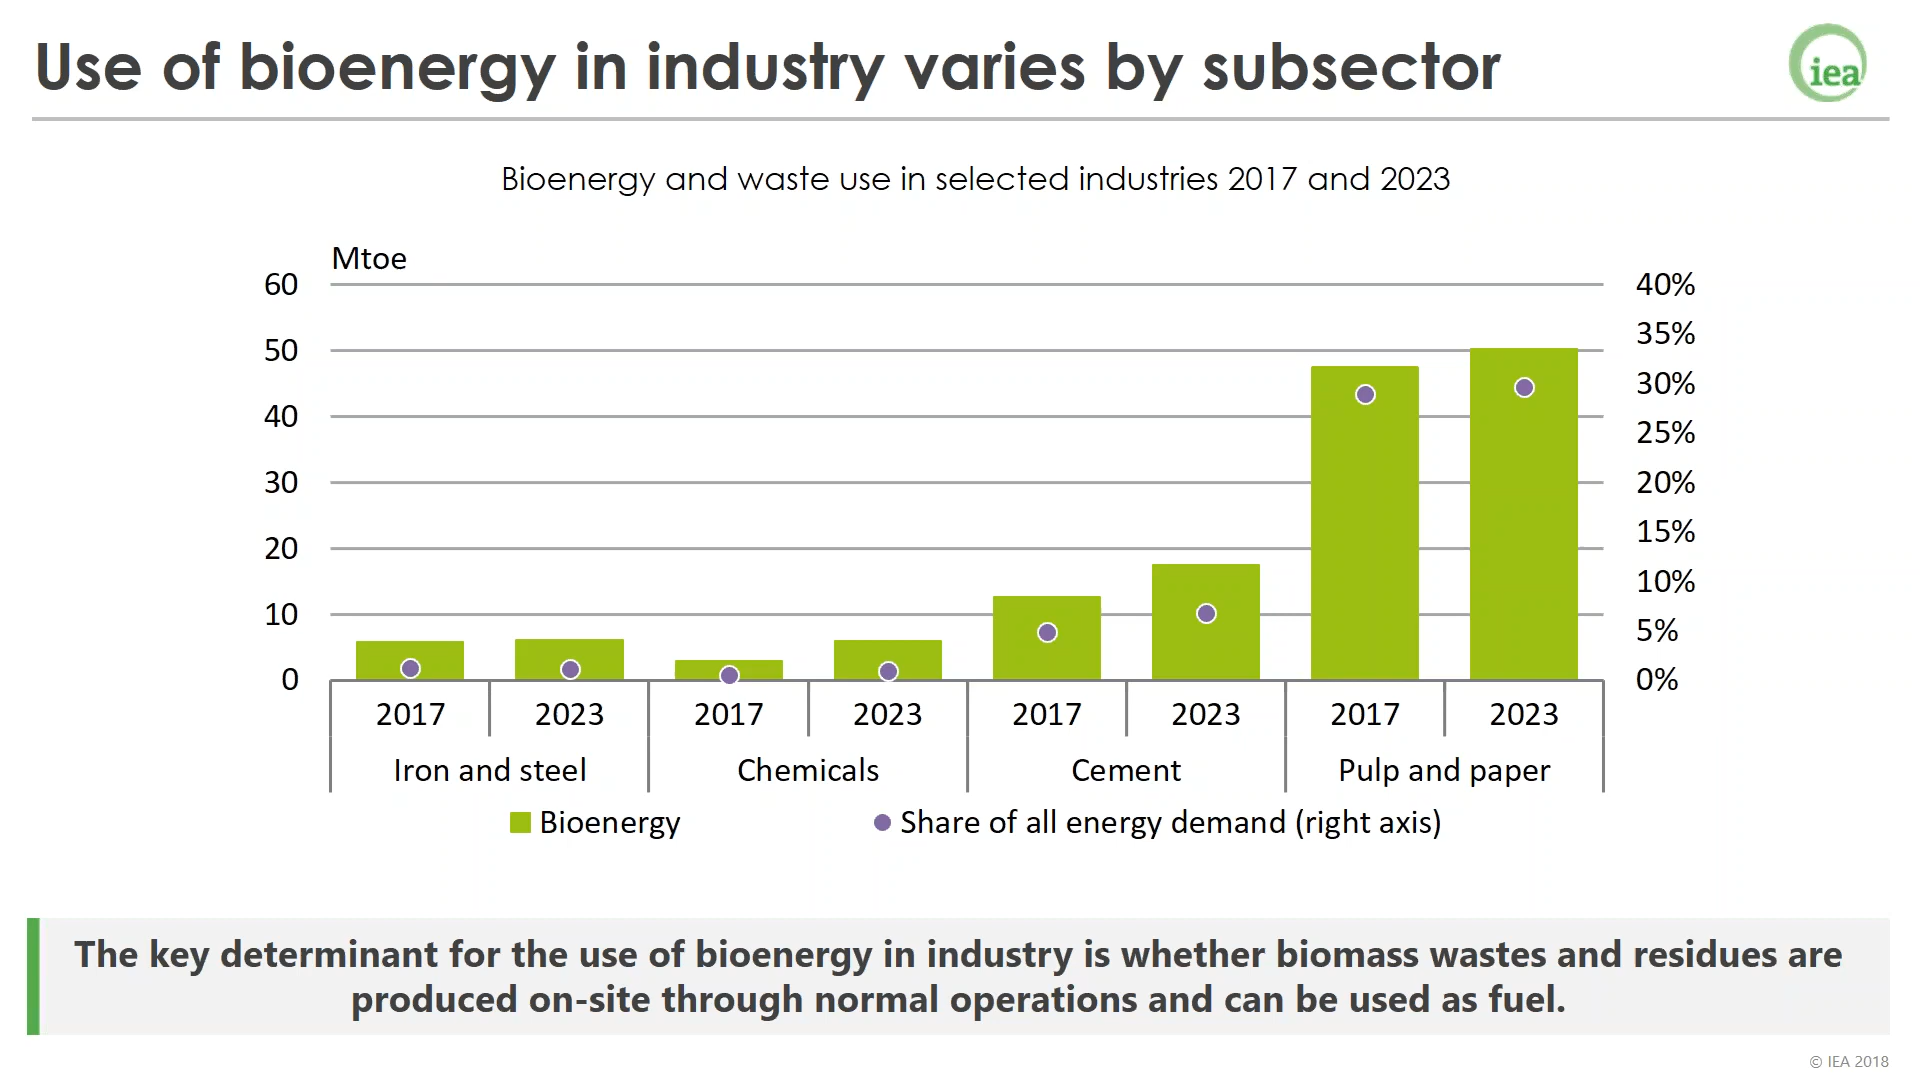 Use of bioenergy in industry varies by subsector
iea
Bioenergy and waste use in selected industries 2017 and 2023
Mtoe
60
50
40
30
20
10
0
40%
35%
30%
25%
20%
15%
10%
5%
0%
2017 2023 2017 2023 2017 2023 2017 2023
Iron and steel Chemicals Cement Pulp and paper
Bioenergy Share of all energy demand (right axis)
The key determinant for the use of bioenergy in industry is whether biomass wastes and residues are
produced on-site through normal operations and can be used as fuel.
© IEA 2018